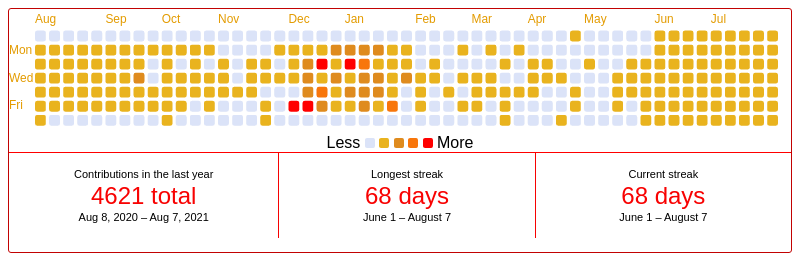 Aug Sep Oct Nov Dec Jan Feb Mar Apr May Jun Jul
Mon
Wed
Fri
Less More
Contributions in the last year
4621 total
Aug 8, 2020 – Aug 7, 2021
Longest streak
68 days
June 1 – August 7
Current streak
68 days
June 1 – August 7